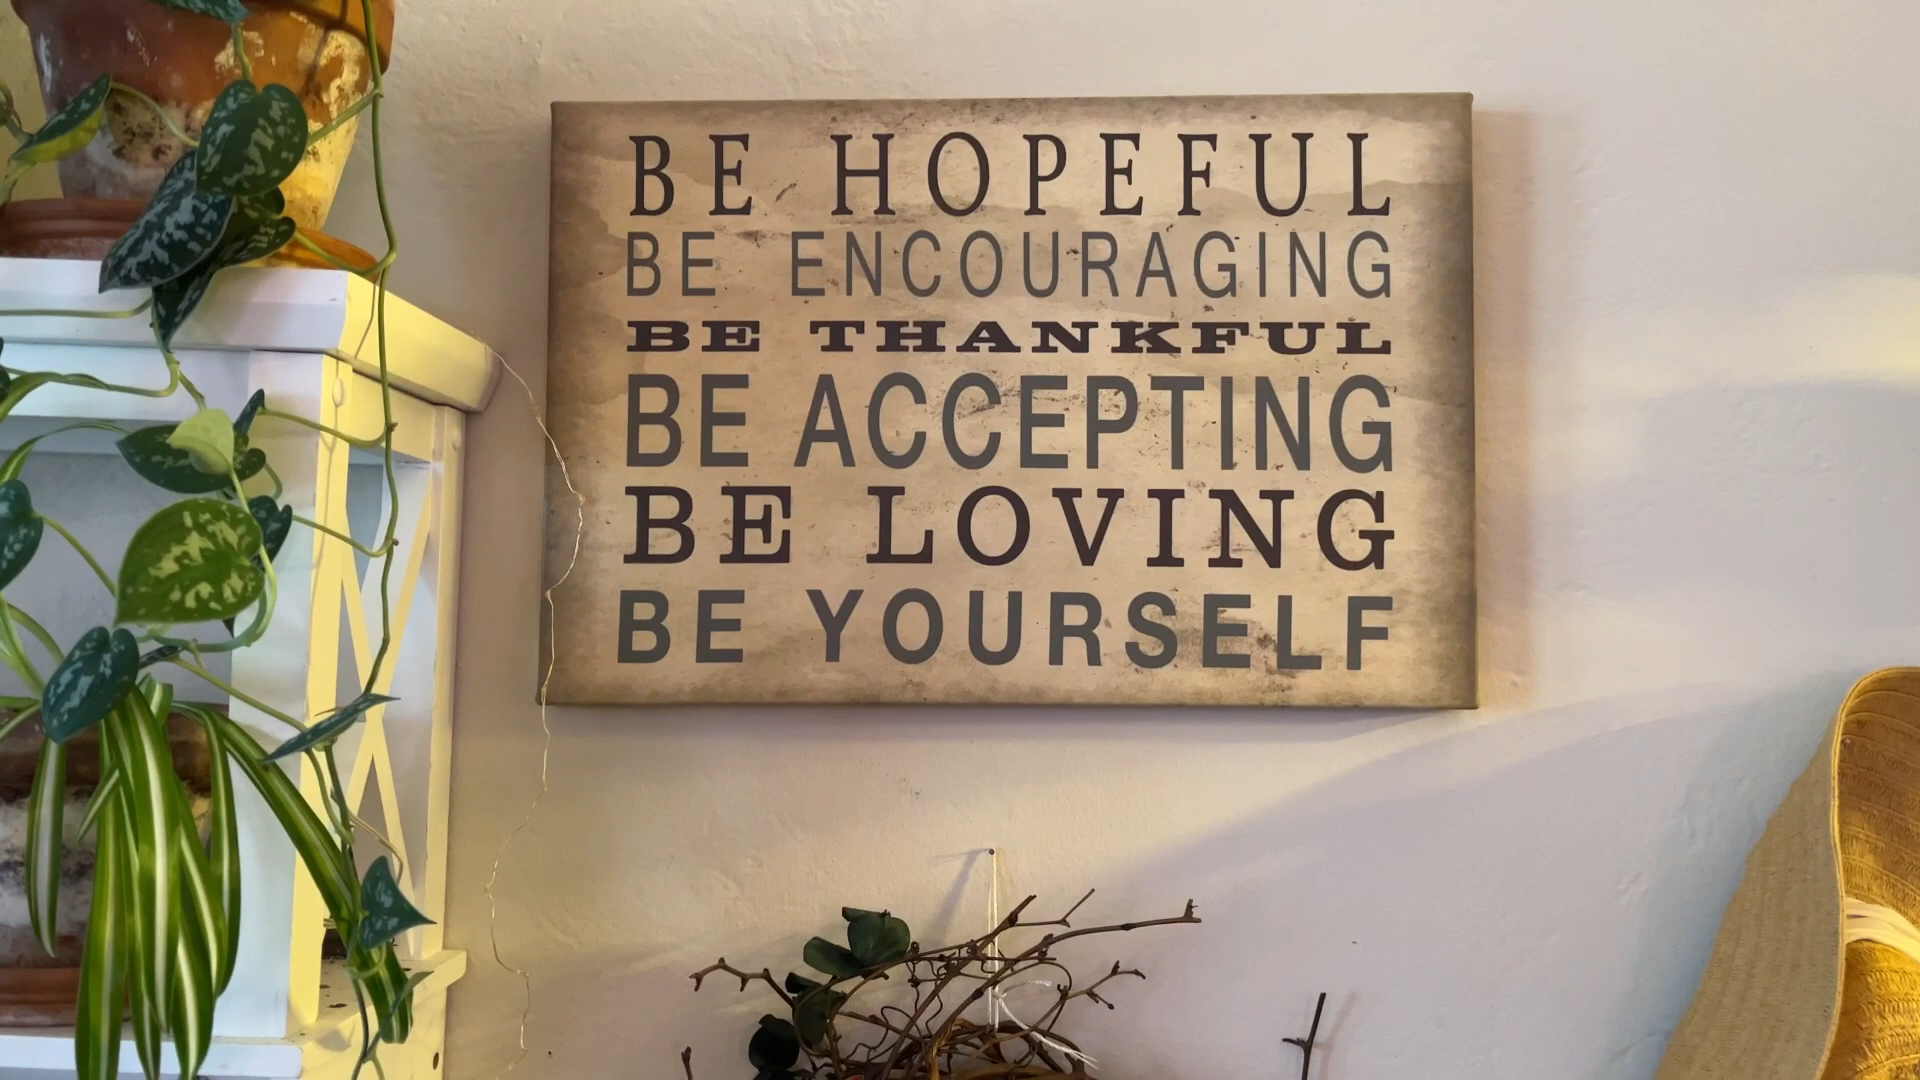 BE HOPEFUL
BE ENCOURAGING
BE THANKFUL
BE ACCEPTING
BE LOVING
BE YOURSELF